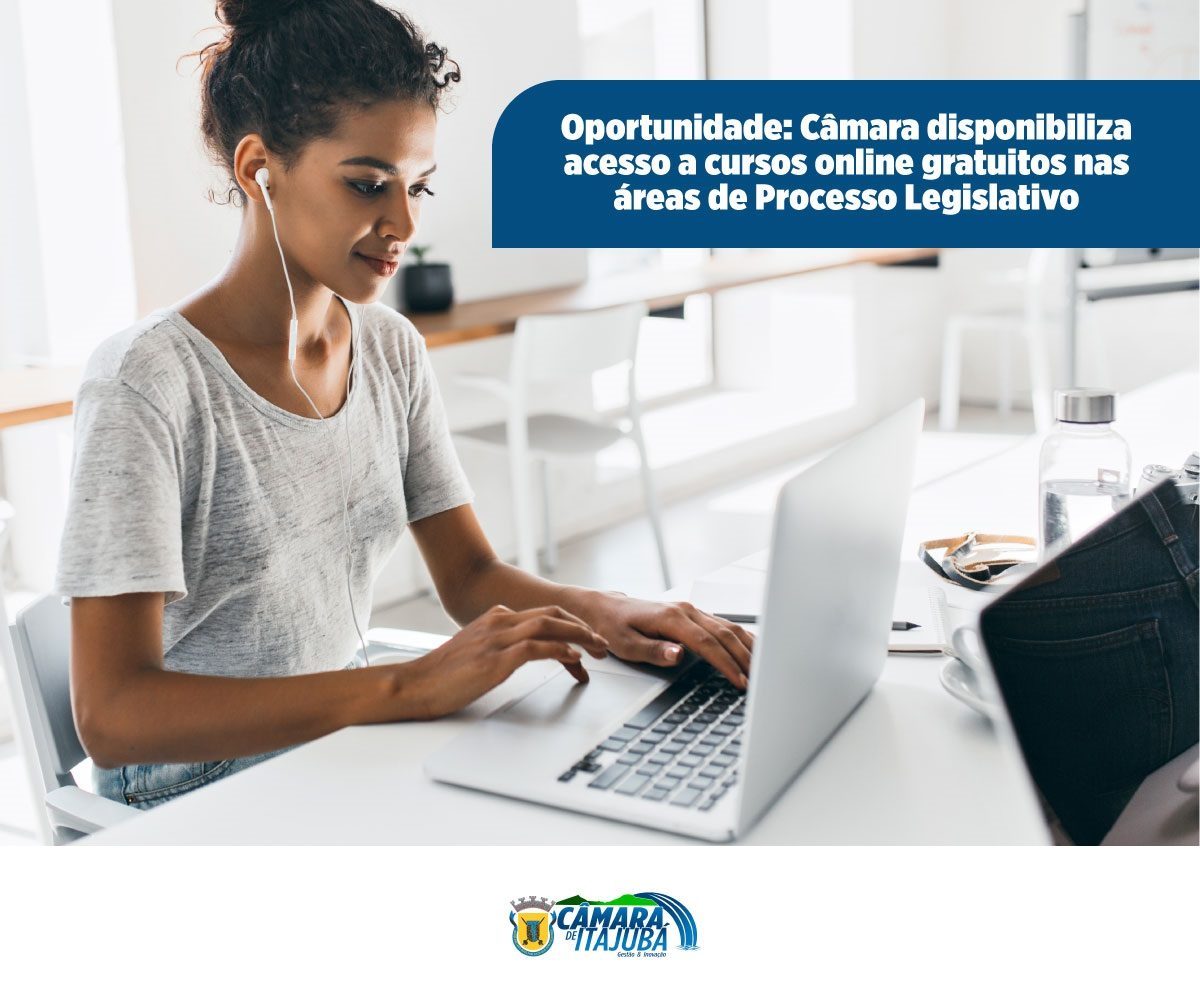 Oportunidade: Câmara disponibiliza
acesso a cursos online gratuitos nas
áreas de Processo Legislativo
CÂMARA
DE ITAJUBÁ
Gestão & Inovação